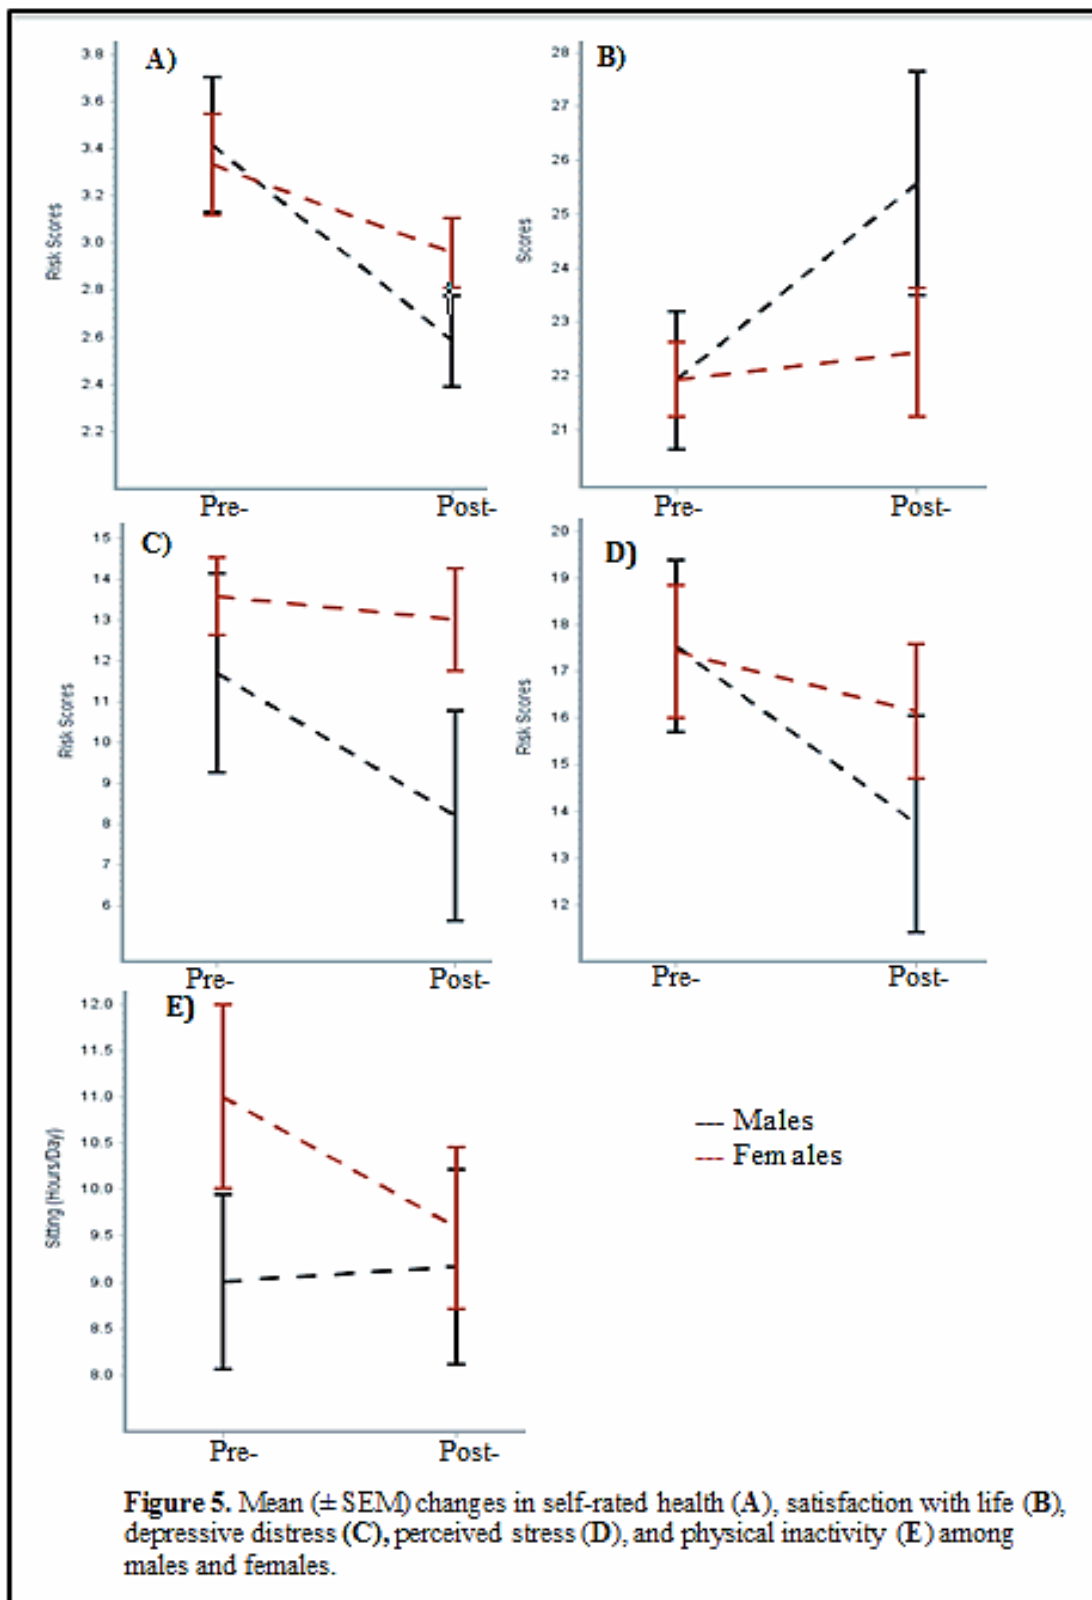 A)
3.8
3.6
3.4
3.2
3.0
2.8
2.6
2.4
2.2
Risk Scores
Pre-
Post-
B)
28
27
26
25
24
23
22
21
Scores
Pre-
Post-
C)
15
14
13
12
11
10
9
8
7
6
Risk Scores
Pre-
Post-
D)
20
19
18
17
16
15
14
13
12
Risk Scores
Pre-
Post-
E)
12.0
11.5
11.0
10.5
10.0
9.5
9.0
8.5
8.0
Sitting (Hours/Day)
Pre-
Post-
Males
Females
Figure 5. Mean (± SEM) changes in self-rated health (A), satisfaction with life (B),
depressive distress (C), perceived stress (D), and physical inactivity (E) among
males and females.